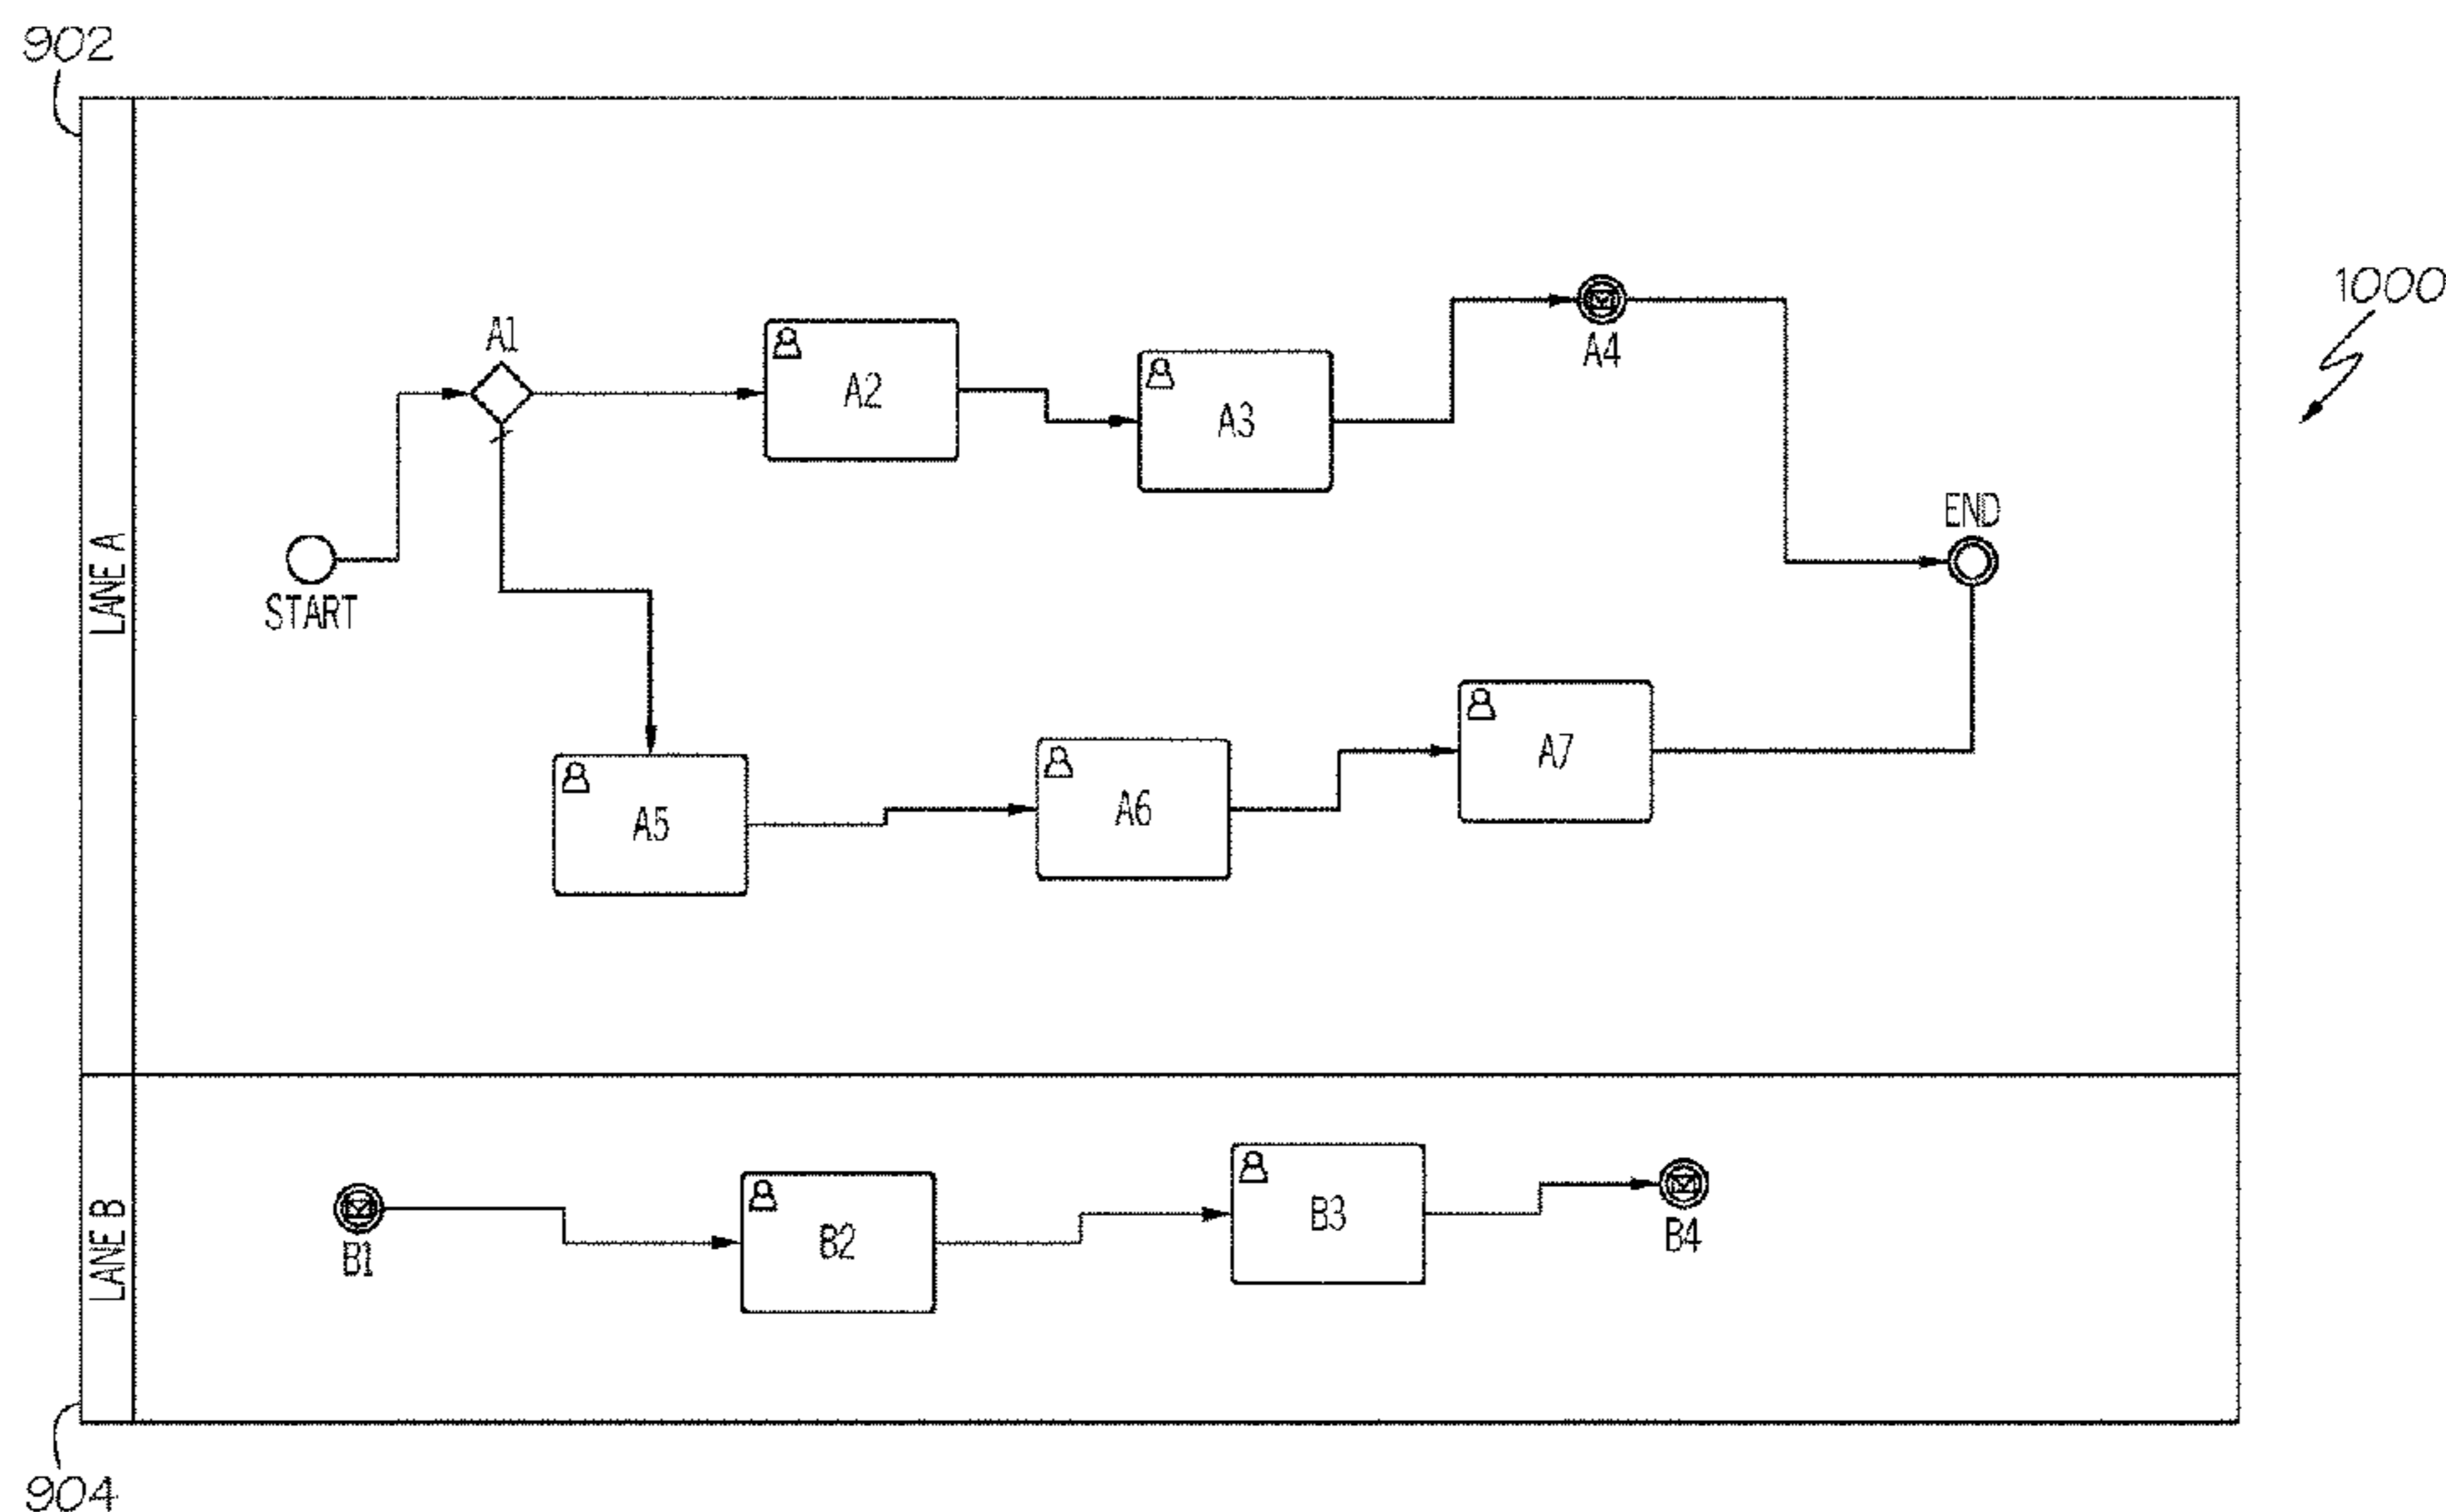 902
1000
A1
A2
A3
A4
END
START
LANE A
A5
A6
A7
LANE B
B1
B2
B3
B4
904